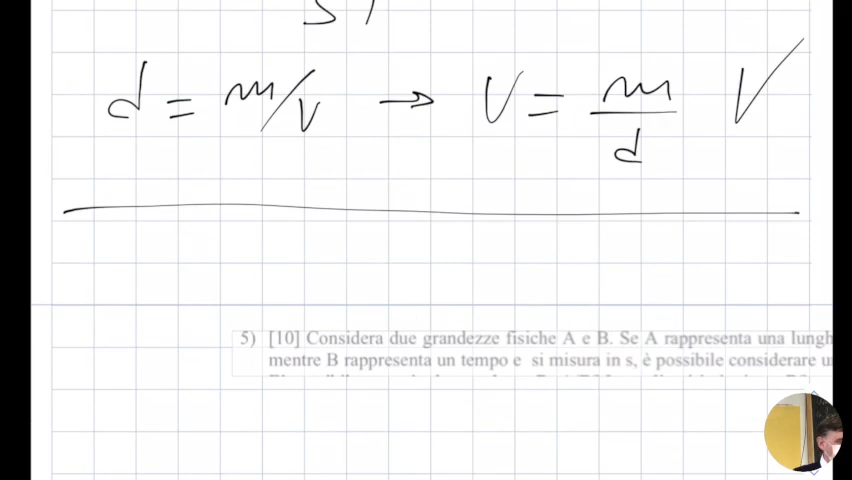 d = m/V → V = m/d V
5) [10] Considera due grandezze fisiche A e B. Se A rappresenta una lungh
mentre B rappresenta un tempo e si misura in s, è possibile considerare